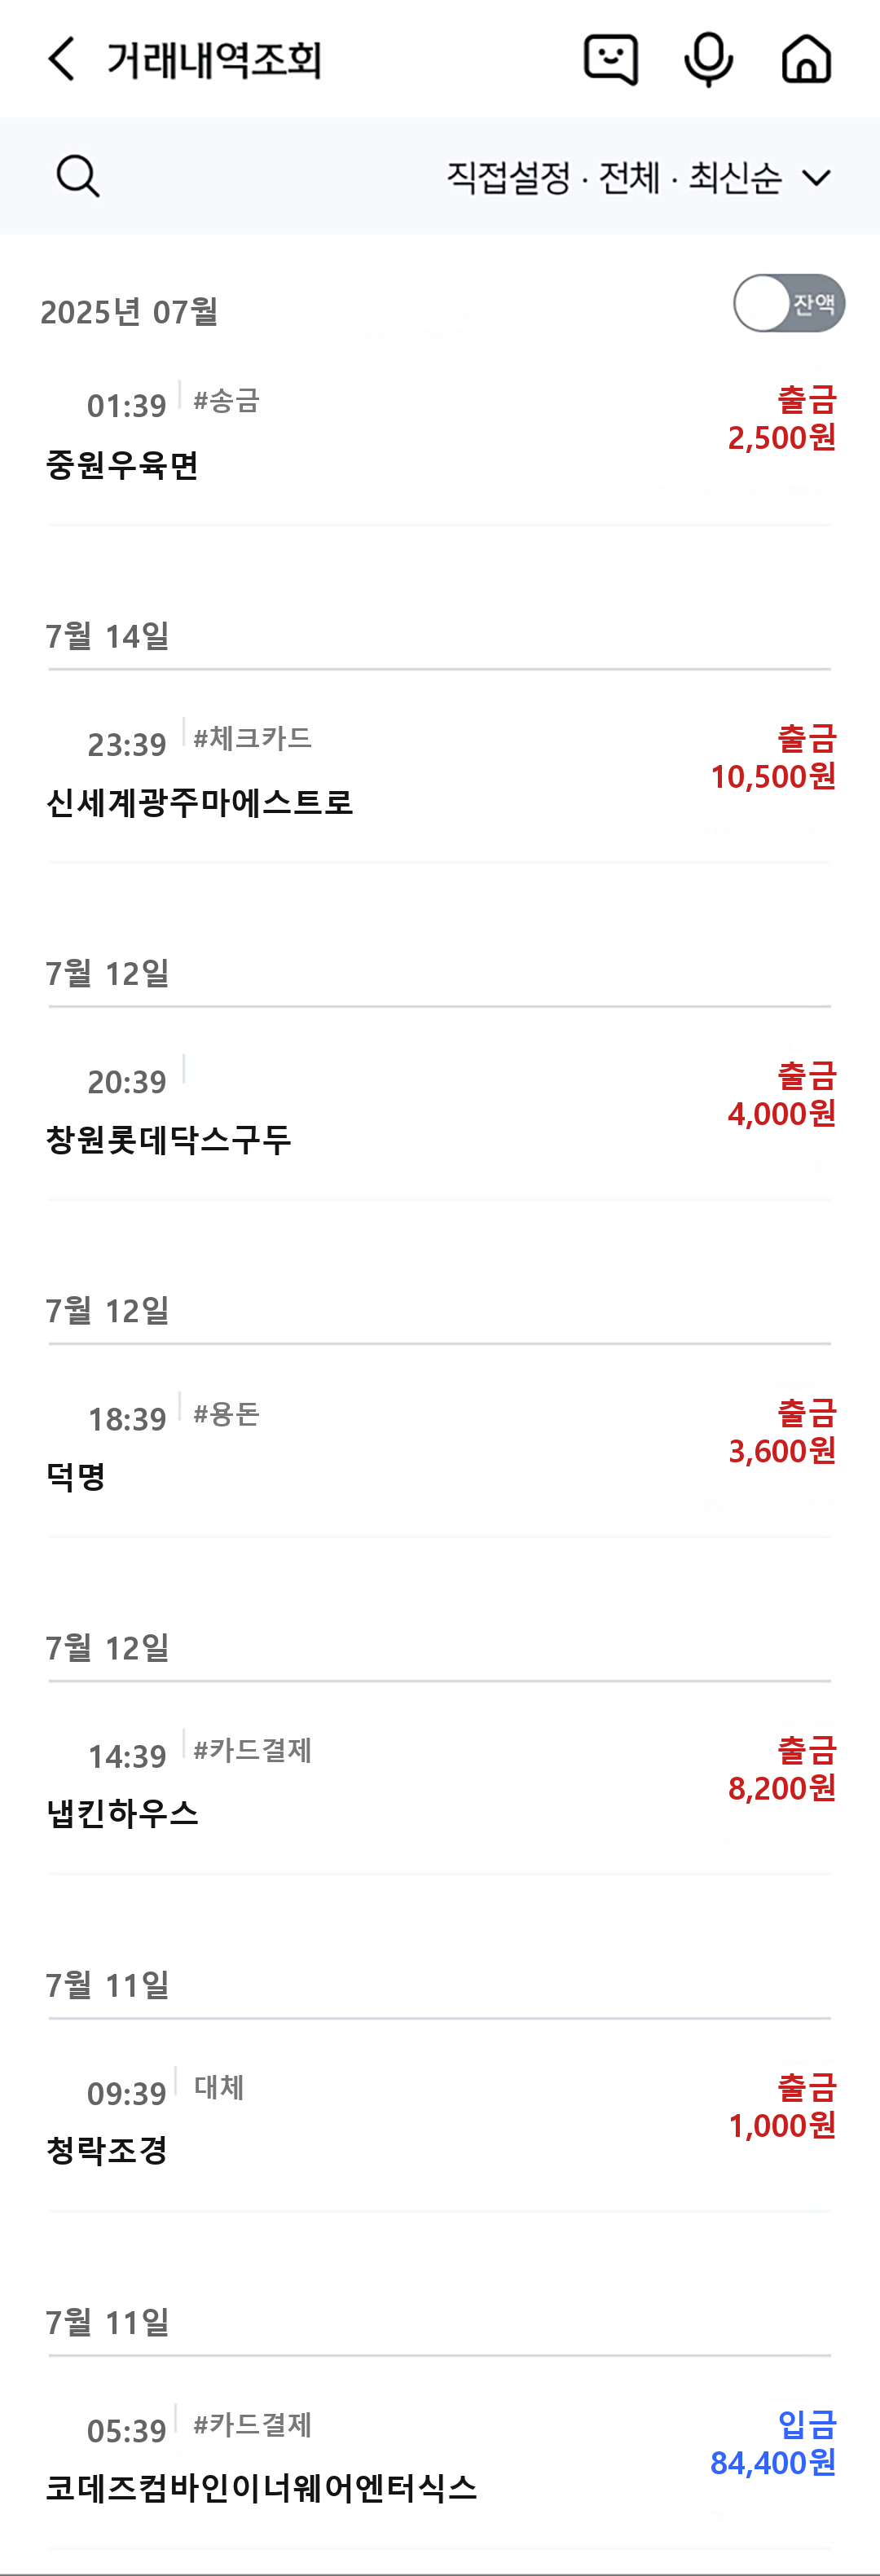 거래내역조회
직접설정 · 전체 · 최신순
2025년 07월
잔액
01:39 #송금
출금
2,500원
중원우육면
7월 14일
23:39 #체크카드
출금
10,500원
신세계광주마에스트로
7월 12일
20:39
출금
4,000원
창원롯데닥스구두
7월 12일
18:39 #용돈
출금
3,600원
덕명
7월 12일
14:39 #카드결제
출금
8,200원
냅킨하우스
7월 11일
09:39 대체
출금
1,000원
청락조경
7월 11일
05:39 #카드결제
입금
84,400원
코데즈컴바인이너웨어엔터식스